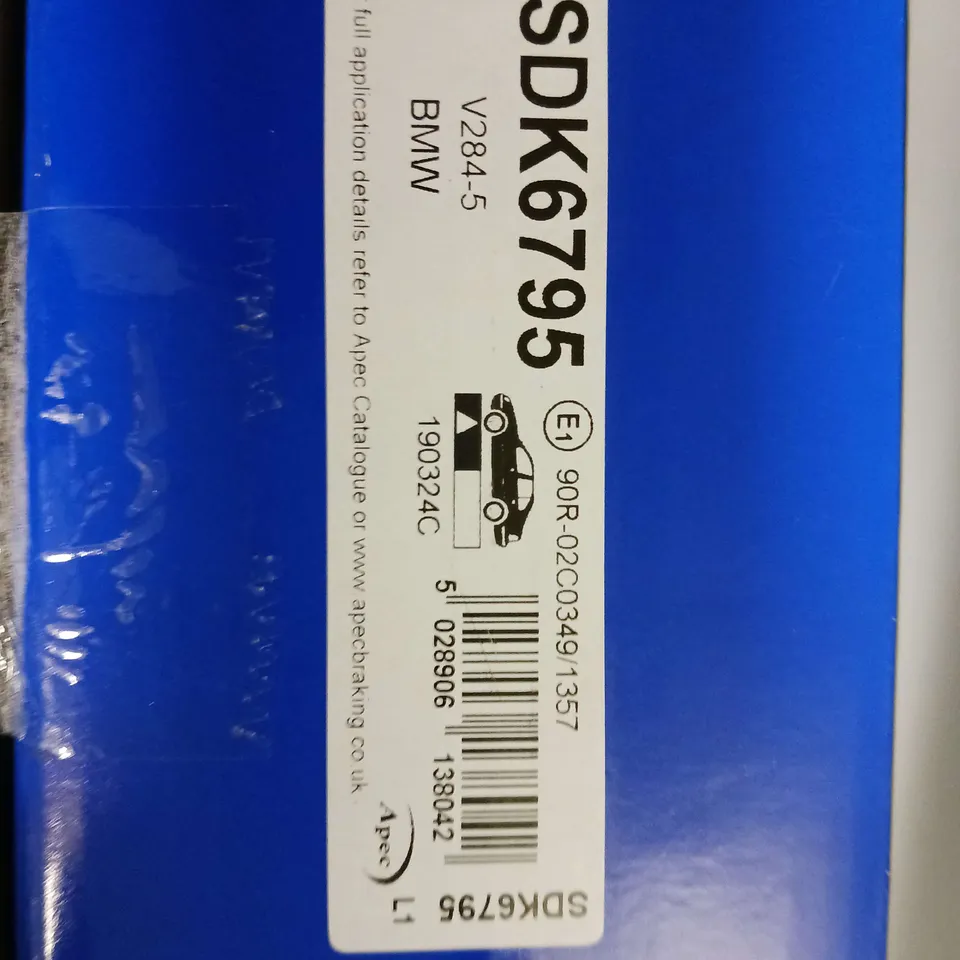 SDK6795
V284-5
BMW
E1 90R-02C0349/1357
190324C
5 028906 138042
full application details refer to Apec Catalogue or www.apecbraking.co.uk
Apec
L1
SDK6795